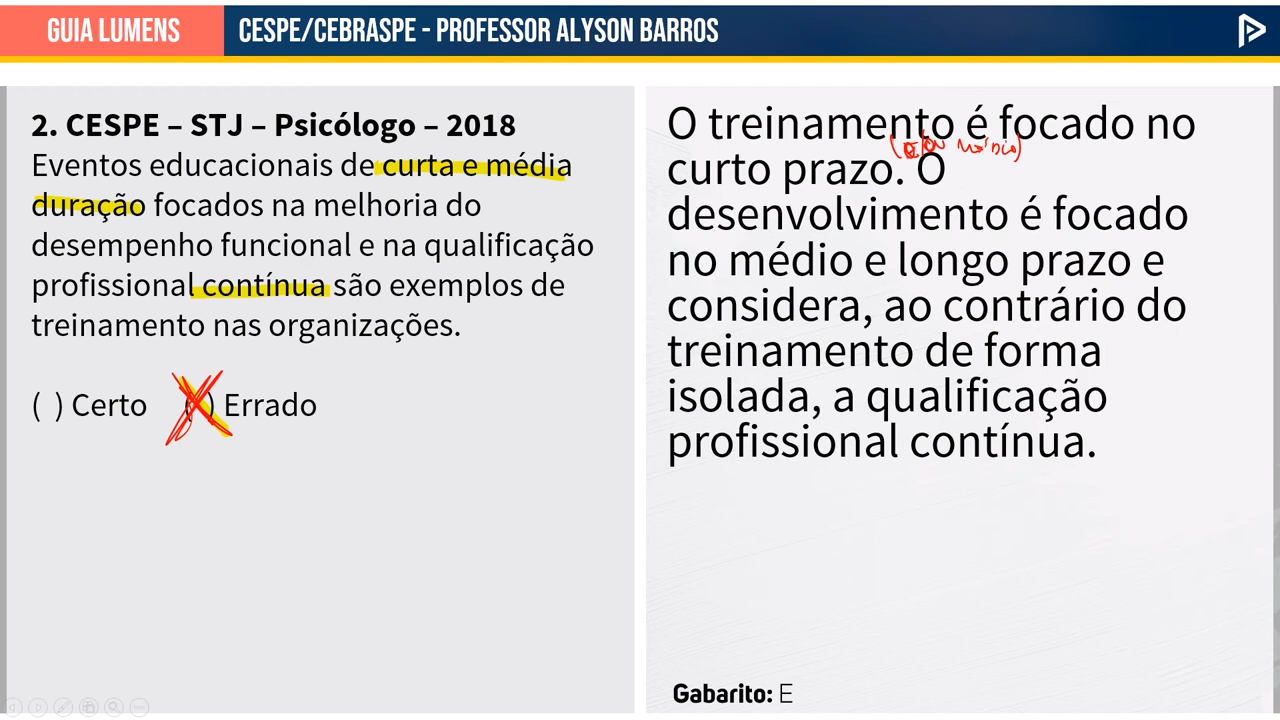 GUIA LUMENS
CESPE/CEBRASPE - PROFESSOR ALYSON BARROS
2. CESPE – STJ – Psicólogo – 2018
Eventos educacionais de curta e média
duração focados na melhoria do
desempenho funcional e na qualificação
profissional contínua são exemplos de
treinamento nas organizações.
( ) Certo ( ) Errado
O treinamento é focado no
curto prazo. O
desenvolvimento é focado
no médio e longo prazo e
considera, ao contrário do
treinamento de forma
isolada, a qualificação
profissional contínua.
Gabarito: E